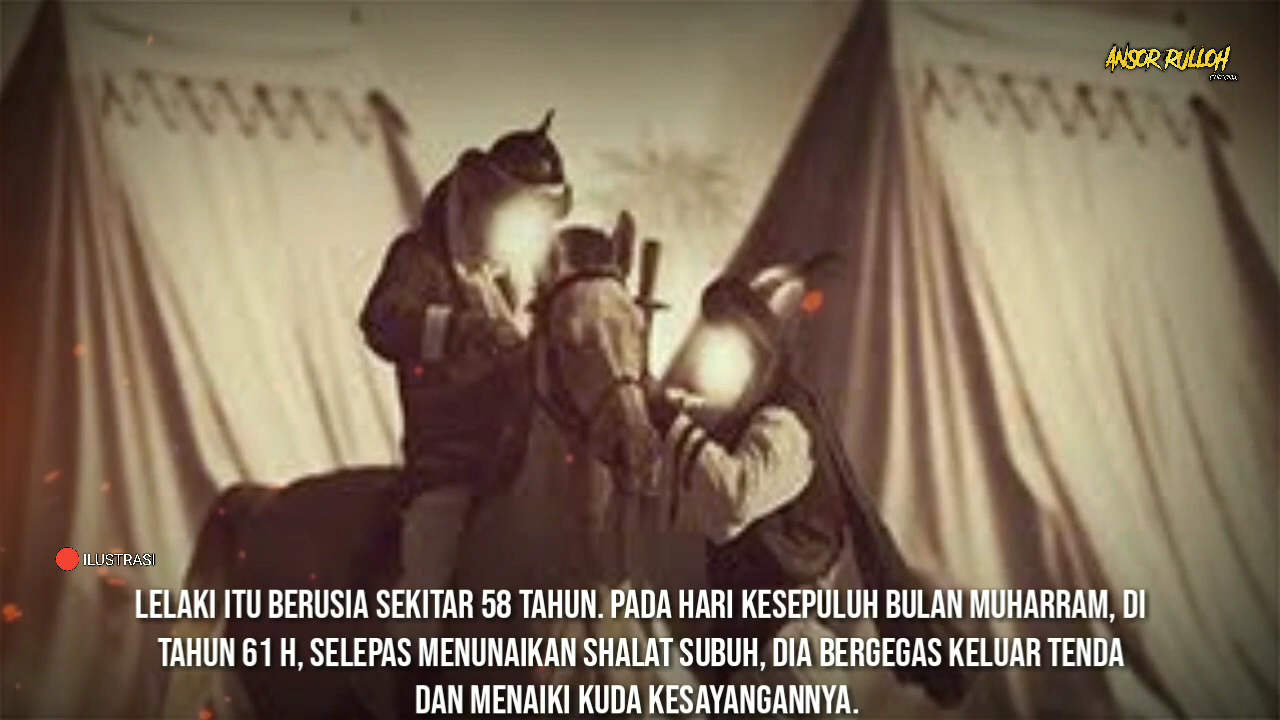 ANSOR RULLOH
ILUSTRASI
LELAKI ITU BERUSIA SEKITAR 58 TAHUN. PADA HARI KESEPULUH BULAN MUHARRAM, DI
TAHUN 61 H, SELEPAS MENUNAIKAN SHALAT SUBUH, DIA BERGEGAS KELUAR TENDA
DAN MENAIKI KUDA KESAYANGANNYA.